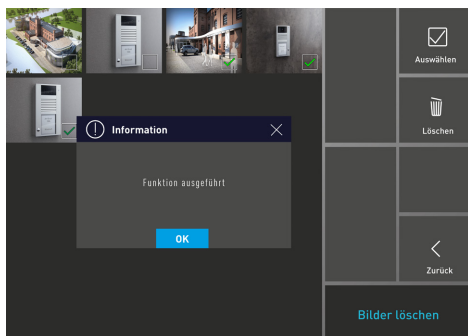 Auswählen
Information
Löschen
Funktion ausgeführt
OK
Zurück
Bilder löschen